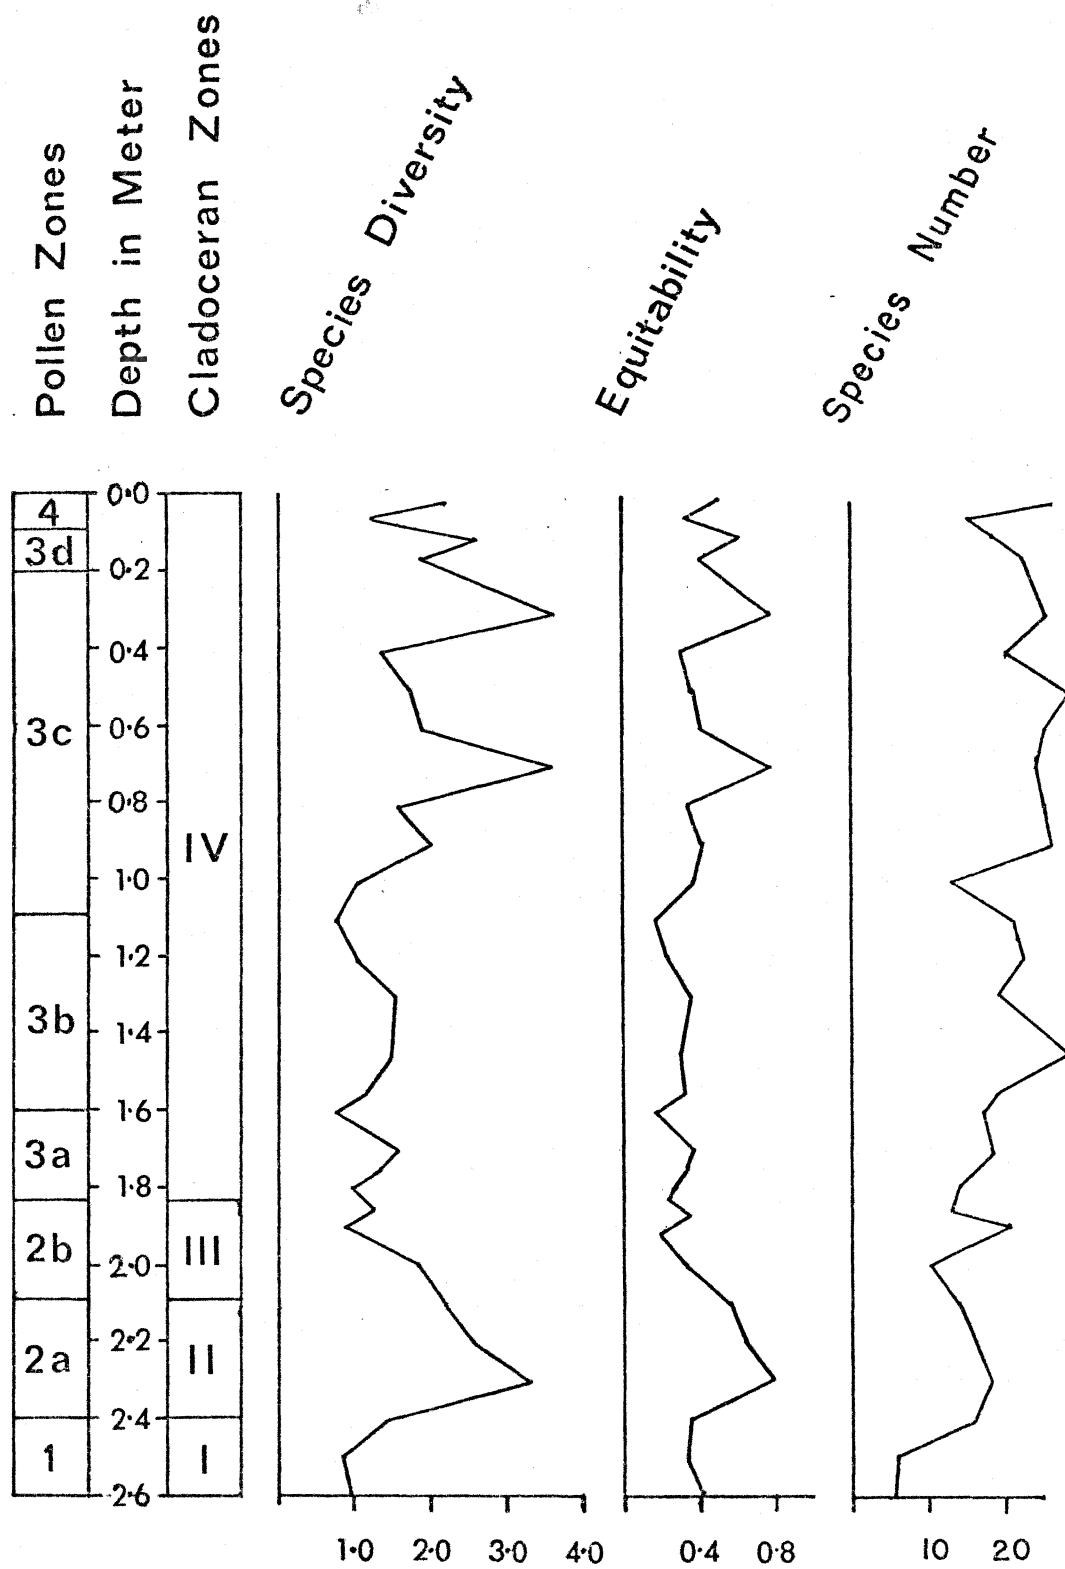 Pollen Zones
Depth in Meter
Cladoceran Zones
Species Diversity
Equitability
Species Number
4
3d
3c
3b
3a
2b
2a
1
0·0
0·2
0·4
0·6
0·8
1·0
1·2
1·4
1·6
1·8
2·0
2·2
2·4
2·6
IV
III
II
I
1·0 2·0 3·0 4·0
0·4 0·8
10 20